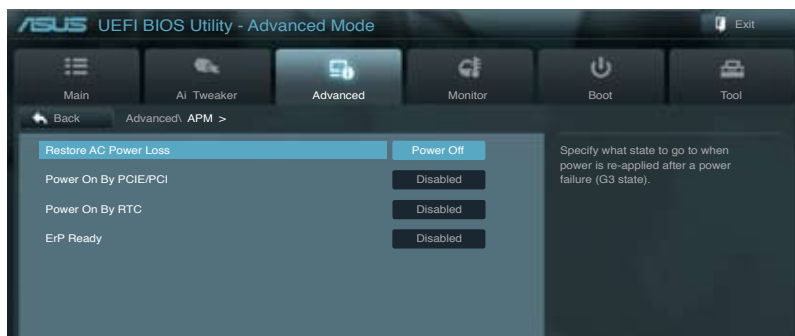 ASUS UEFI BIOS Utility - Advanced Mode
Exit
Main
Ai Tweaker
Advanced
Monitor
Boot
Tool
Back
Advanced\ APM >
Restore AC Power Loss
Power Off
Power On By PCIE/PCI
Disabled
Power On By RTC
Disabled
ErP Ready
Disabled
Specify what state to go to when
power is re-applied after a power
failure (G3 state).